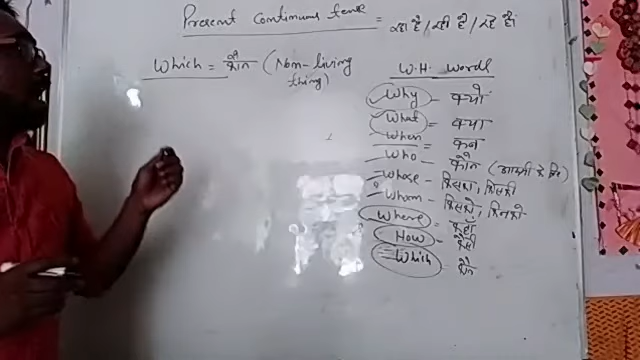 Present Continuous tense = रहा है / रही है / रहे हैं
Which = कौन (Non-living thing)
W.H. Words
Why - क्यों
What = क्या
When = कब
Who - कौन (आदमी के लिए)
Whose - किसका, किसकी
Whom - किसको, किनको
Where = कहाँ
How - कैसे
Which = कौन